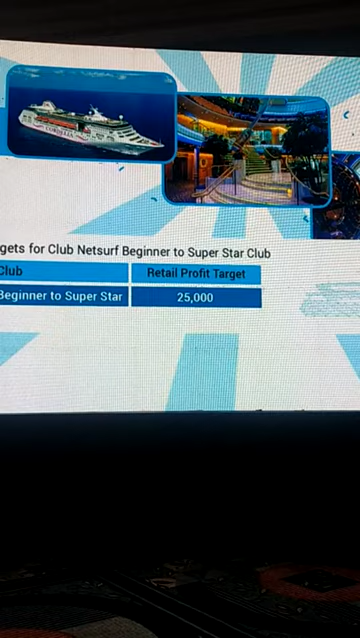 CORDELIA
gets for Club Netsurf Beginner to Super Star Club
Club
Retail Profit Target
Beginner to Super Star
25,000